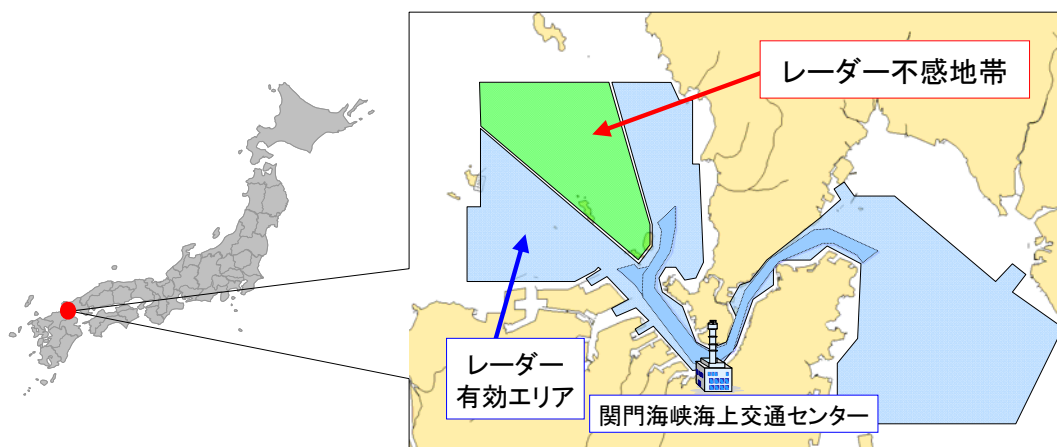 レーダー不感地帯
レーダー
有効エリア
関門海峡海上交通センター